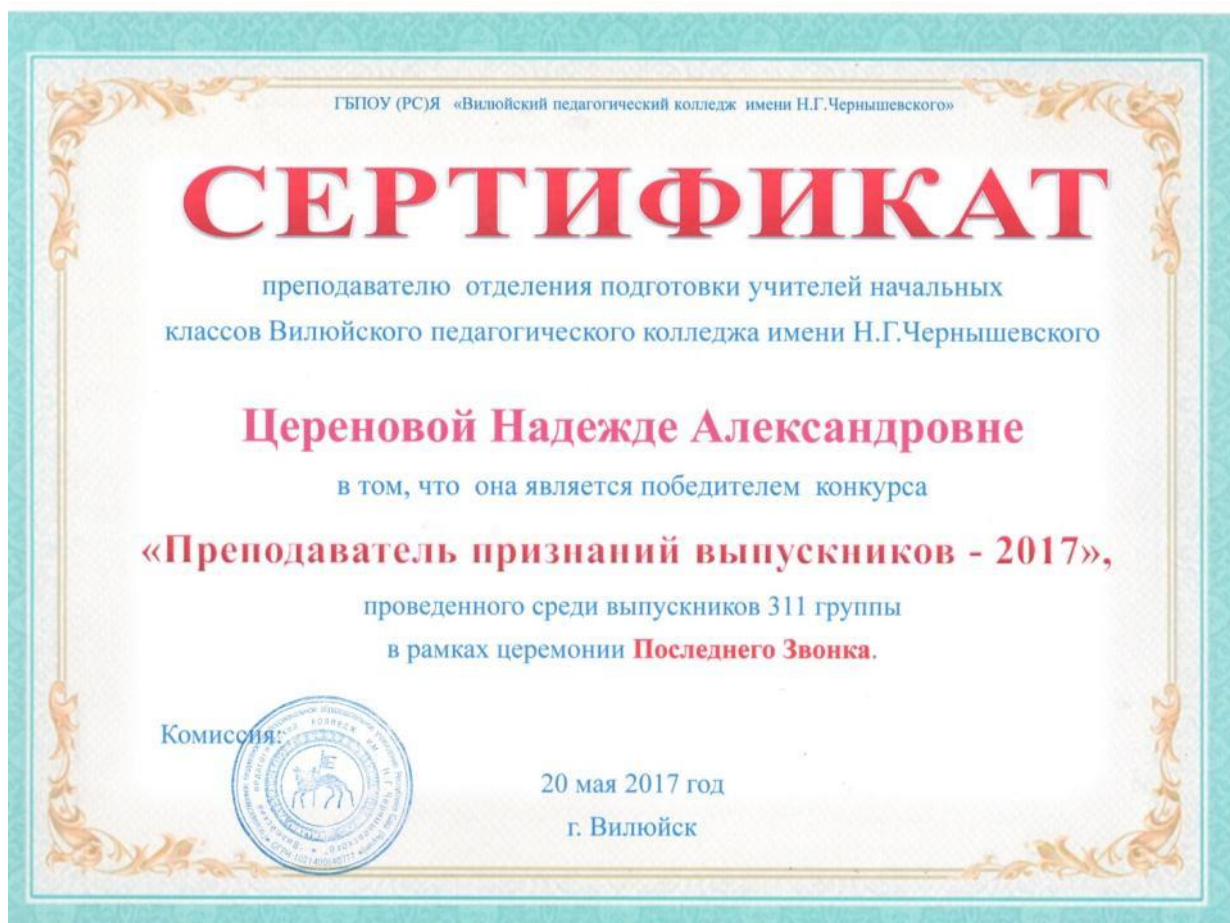 ГБПОУ (РС)Я «Вилюйский педагогический колледж имени Н.Г.Чернышевского»
СЕРТИФИКАТ
преподавателю отделения подготовки учителей начальных
классов Вилюйского педагогического колледжа имени Н.Г.Чернышевского
Цереновой Надежде Александровне
в том, что она является победителем конкурса
«Преподаватель признаний выпускников - 2017»,
проведенного среди выпускников 311 группы
в рамках церемонии Последнего Звонка.
Комиссия:
20 мая 2017 год
г. Вилюйск